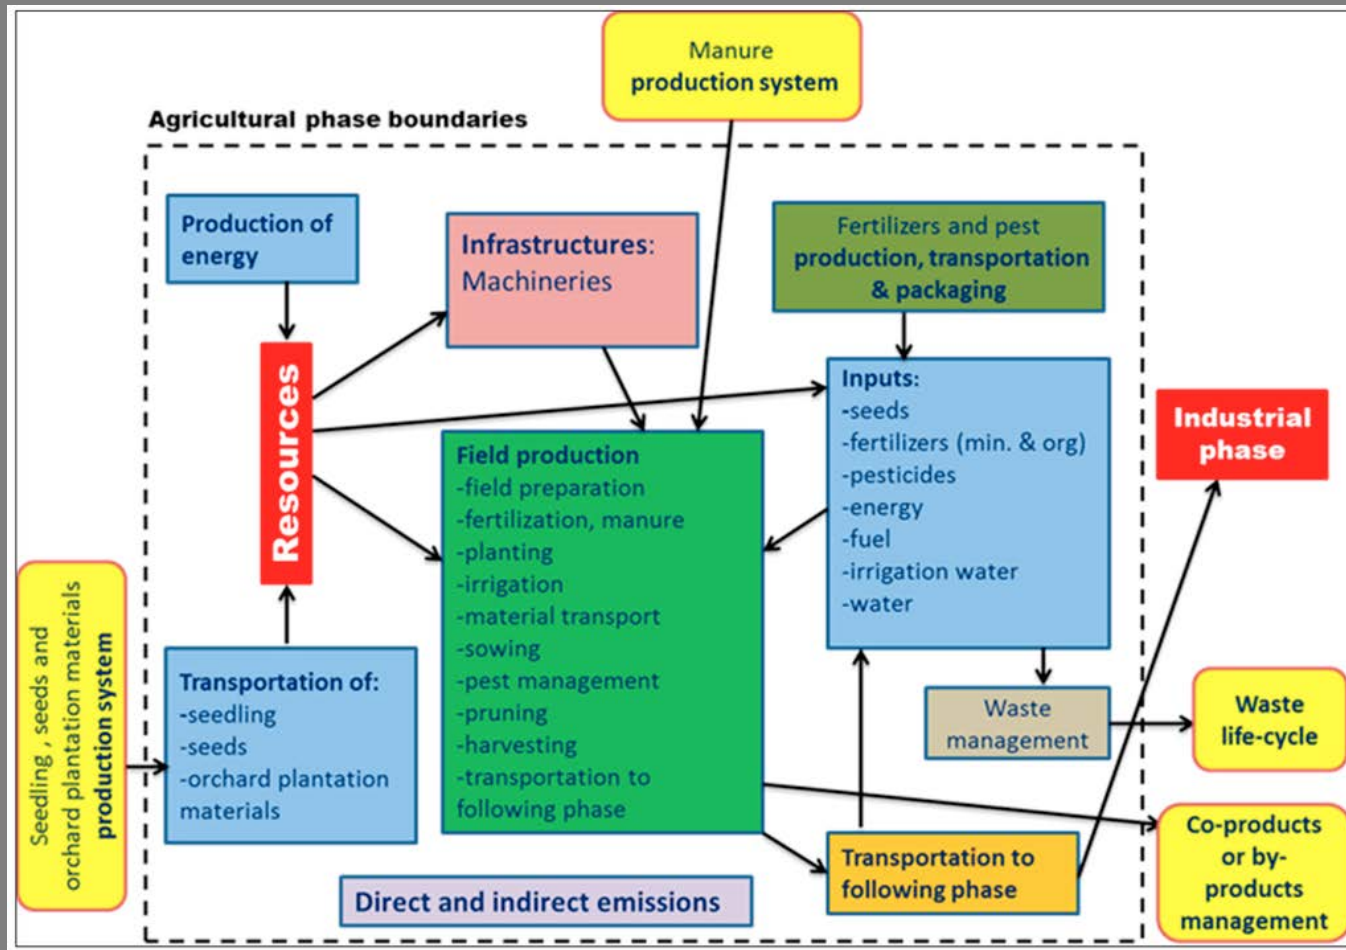 Manure
production system
Agricultural phase boundaries
Production of
energy
Infrastructures:
Machineries
Fertilizers and pest
production, transportation
& packaging
Resources
Inputs:
-seeds
-fertilizers (min. & org)
-pesticides
-energy
-fuel
-irrigation water
-water
Industrial
phase
Field production
-field preparation
-fertilization, manure
-planting
-irrigation
-material transport
-sowing
-pest management
-pruning
-harvesting
-transportation to
following phase
Seedling , seeds and
orchard plantation materials
production system
Transportation of:
-seedling
-seeds
-orchard plantation
materials
Waste
management
Waste
life-cycle
Transportation to
following phase
Co-products
or by-
products
management
Direct and indirect emissions